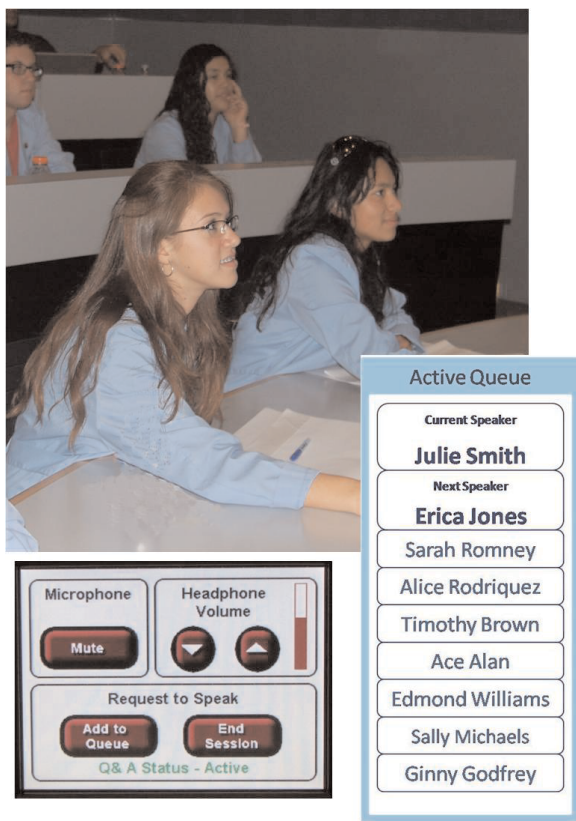 Active Queue
Current Speaker
Julie Smith
Next Speaker
Erica Jones
Sarah Romney
Alice Rodriquez
Timothy Brown
Ace Alan
Edmond Williams
Sally Michaels
Ginny Godfrey
Microphone
Mute
Headphone
Volume
Request to Speak
Add to
Queue
End
Session
Q& A Status - Active